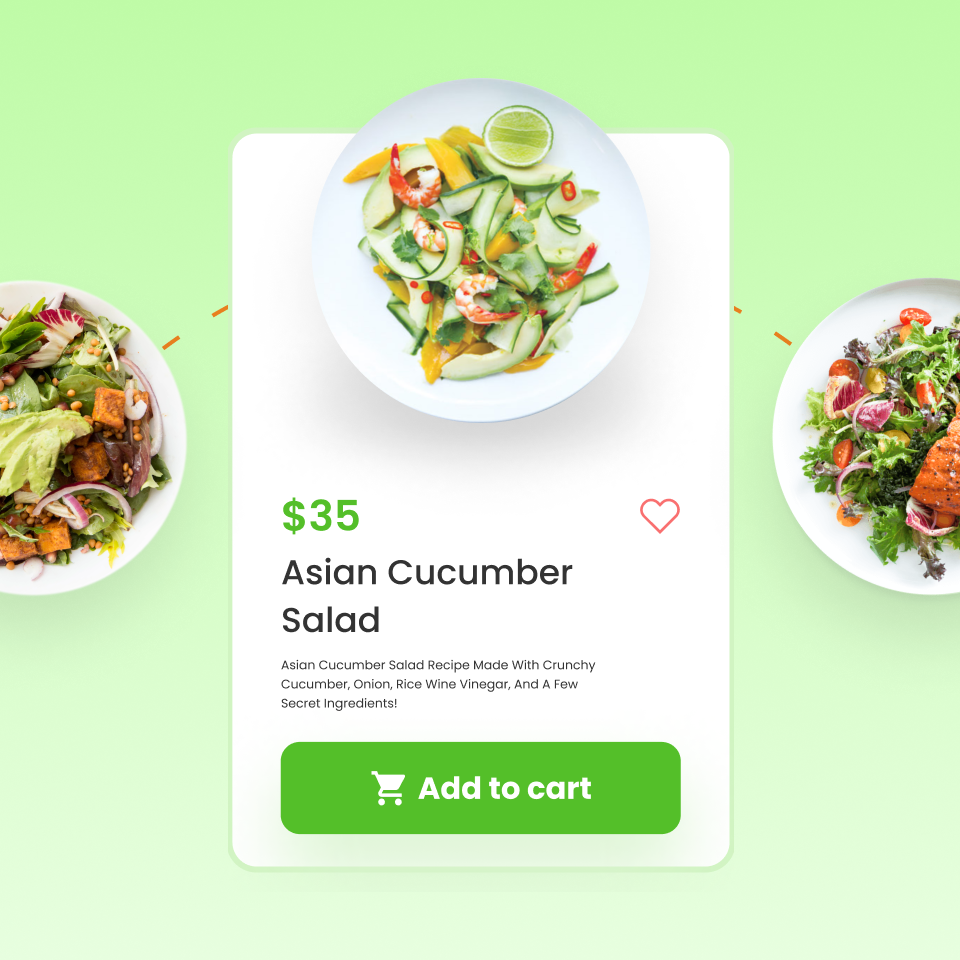 $35
Asian Cucumber
Salad
Asian Cucumber Salad Recipe Made With Crunchy
Cucumber, Onion, Rice Wine Vinegar, And A Few
Secret Ingredients!
Add to cart